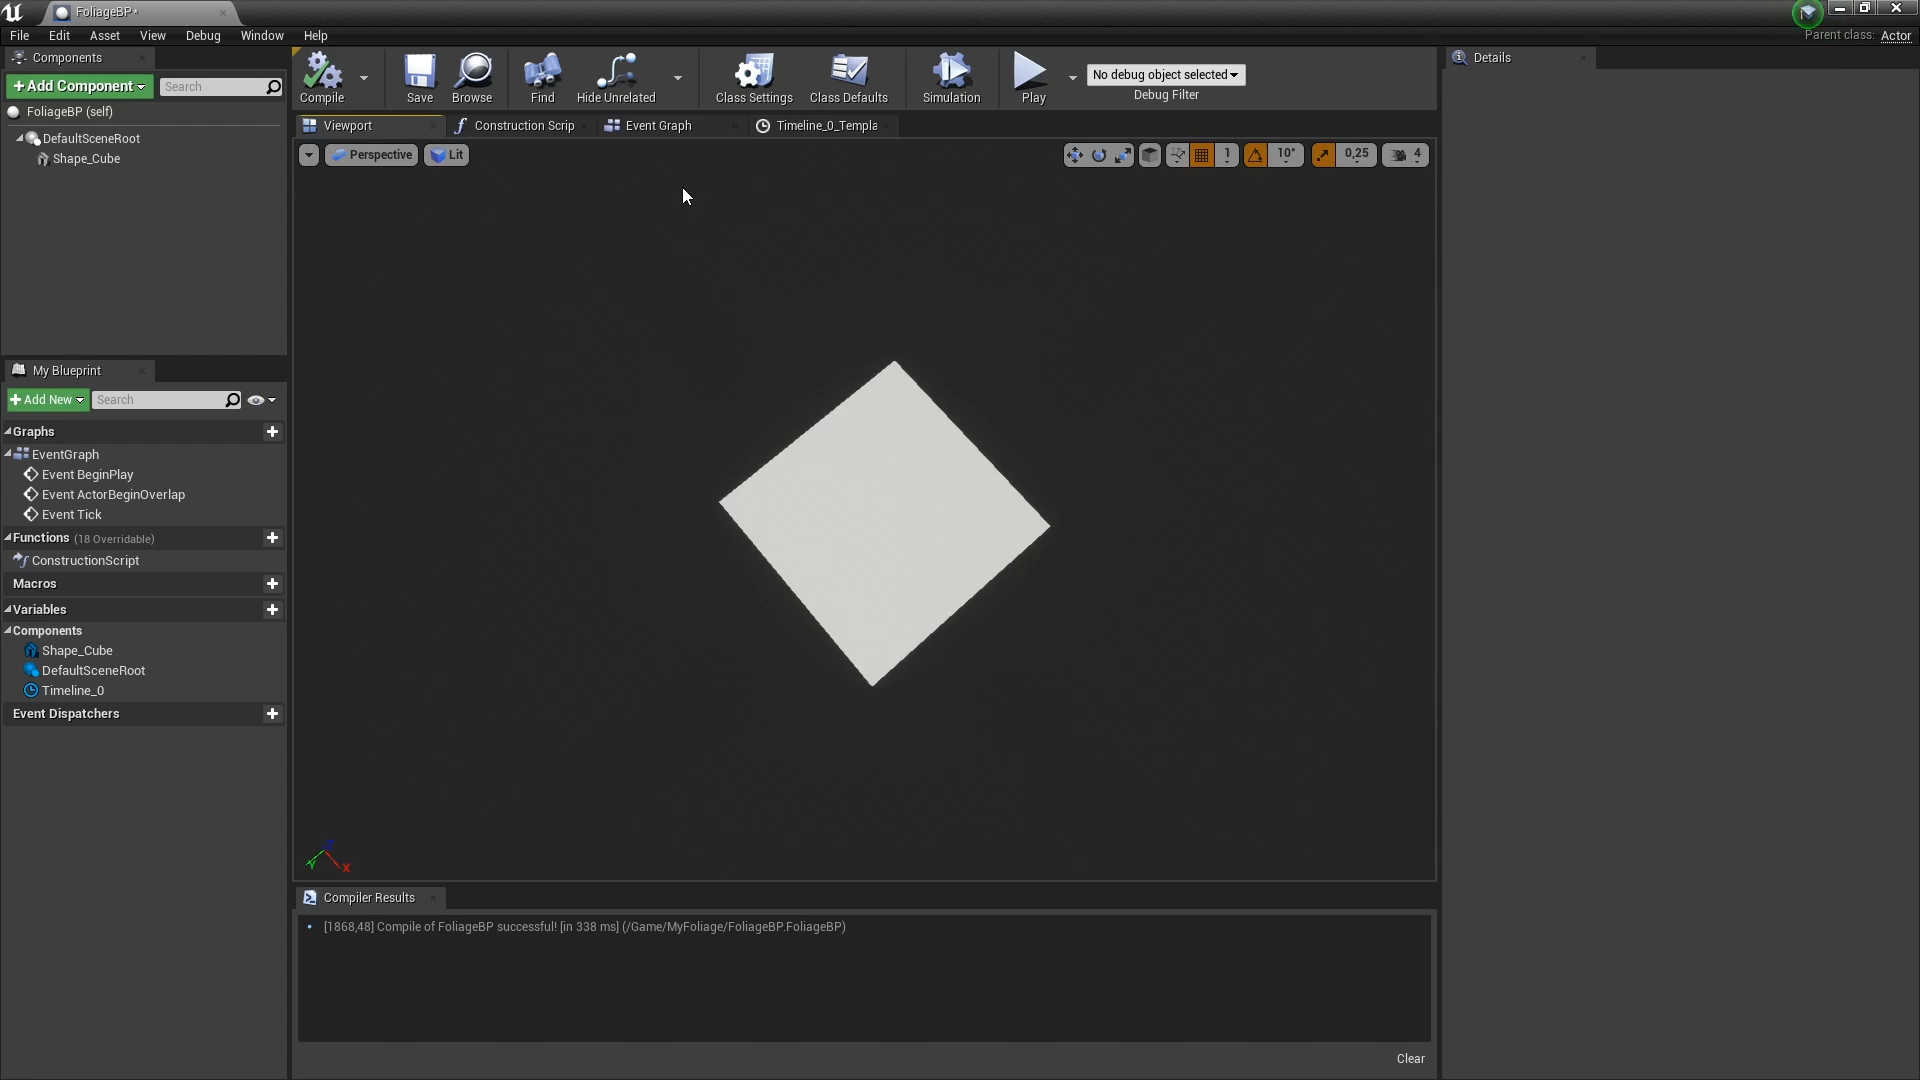 FoliageBP*
File Edit Asset View Debug Window Help
Parent class: Actor
Components
+Add Component
Search
FoliageBP (self)
DefaultSceneRoot
Shape_Cube
Compile
Save
Browse
Find
Hide Unrelated
Class Settings
Class Defaults
Simulation
Play
No debug object selected
Debug Filter
Details
Viewport
Construction Scrip
Event Graph
Timeline_0_Templa
Perspective
Lit
1
10°
0,25
4
My Blueprint
+Add New
Search
Graphs
EventGraph
Event BeginPlay
Event ActorBeginOverlap
Event Tick
Functions (18 Overridable)
ConstructionScript
Macros
Variables
Components
Shape_Cube
DefaultSceneRoot
Timeline_0
Event Dispatchers
Z
Y
X
Compiler Results
[1868,48] Compile of FoliageBP successful! [in 338 ms] (/Game/MyFoliage/FoliageBP.FoliageBP)
Clear